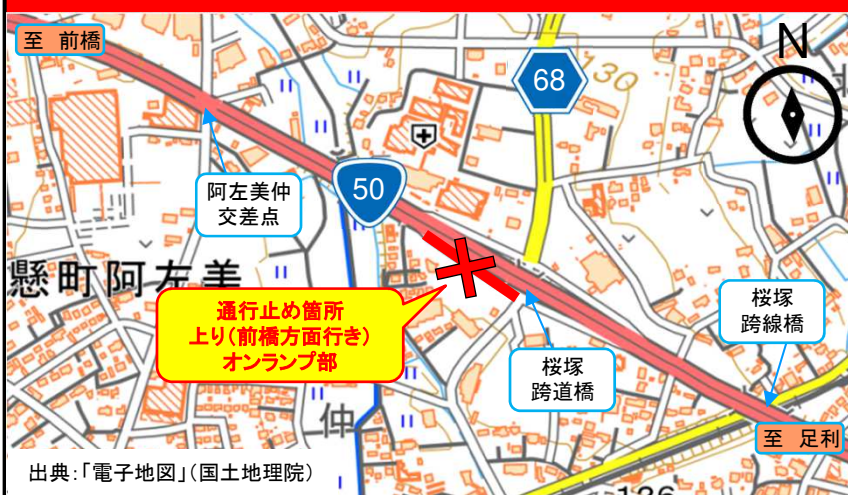 至 前橋
N
68
130
50
阿左美仲
交差点
懸町阿左美
通行止め箇所
上り(前橋方面行き)
オンランプ部
桜塚
跨線橋
桜塚
跨道橋
仲
至 足利
出典:「電子地図」(国土地理院)